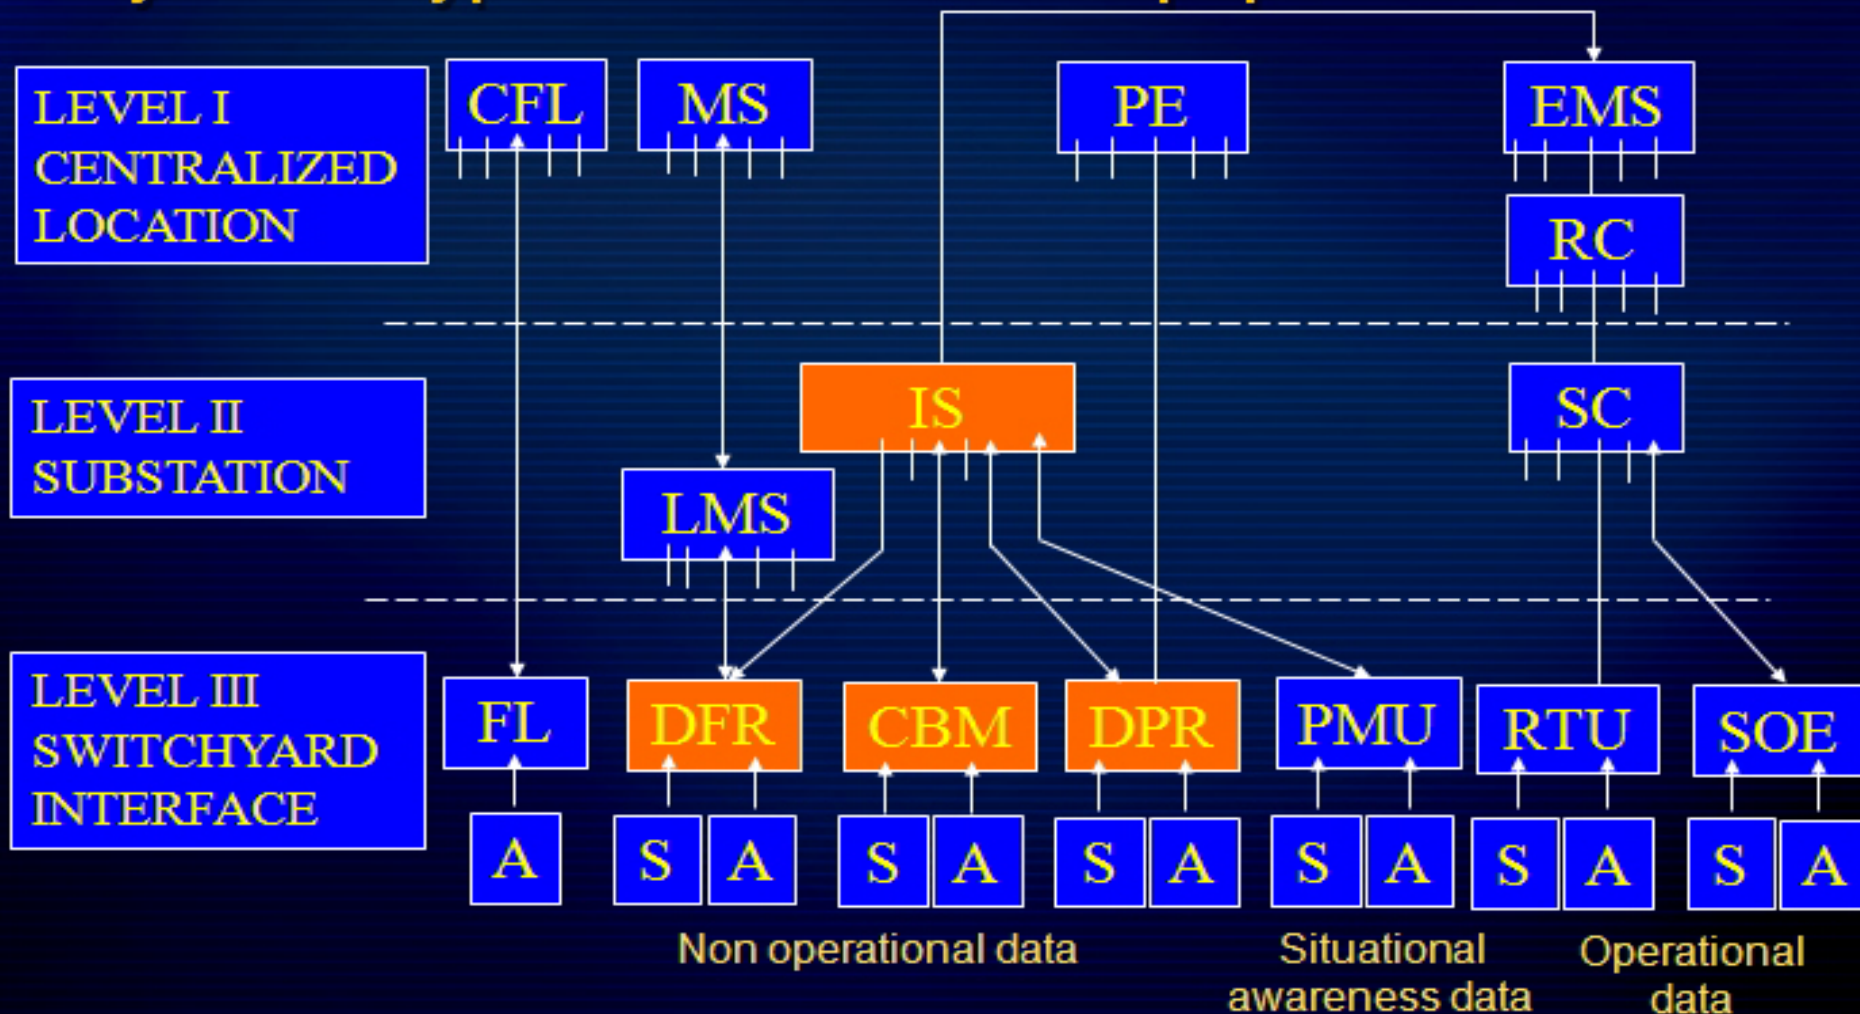 CFL
MS
PE
EMS
LEVEL I
CENTRALIZED
LOCATION
RC
LEVEL II
SUBSTATION
IS
SC
LMS
LEVEL III
SWITCHYARD
INTERFACE
FL
DFR
CBM
DPR
PMU
RTU
SOE
A
S
A
S
A
S
A
S
A
S
A
S
A
Non operational data
Situational
awareness data
Operational
data